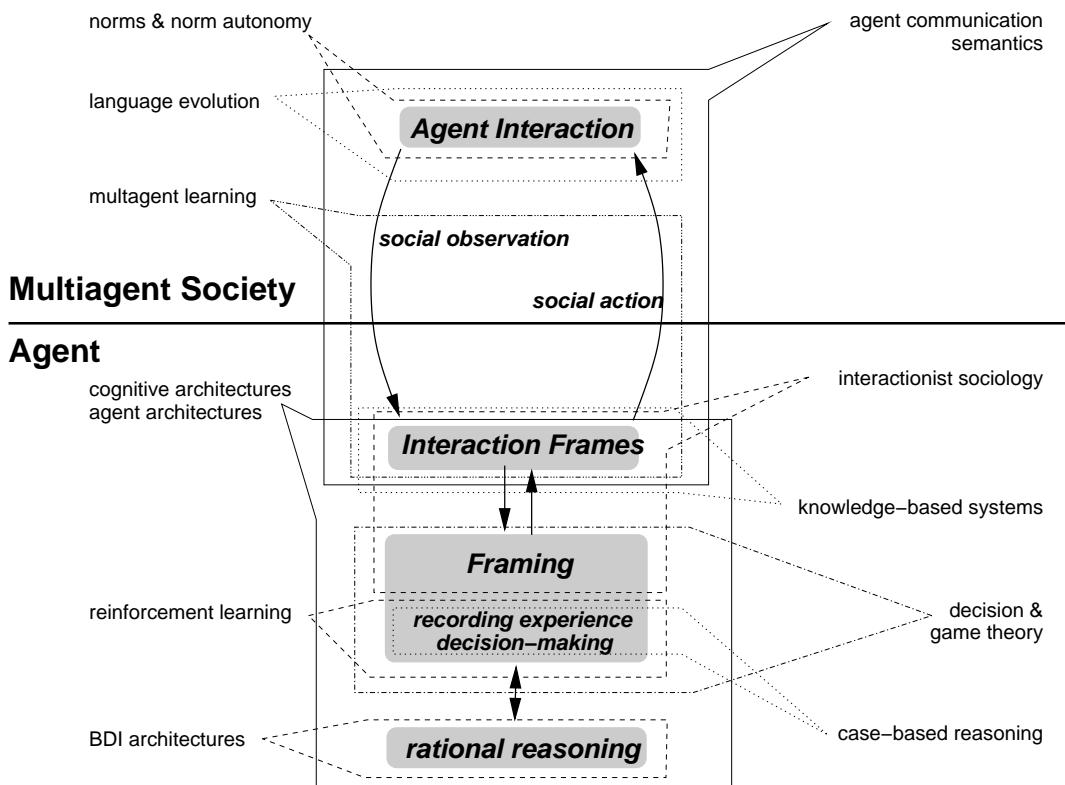 norms & norm autonomy
agent communication
semantics
language evolution
Agent Interaction
multagent learning
social observation
Multiagent Society
social action
Agent
cognitive architectures
agent architectures
interactionist sociology
Interaction Frames
knowledge−based systems
Framing
reinforcement learning
recording experience
decision−making
decision &
game theory
BDI architectures
rational reasoning
case−based reasoning